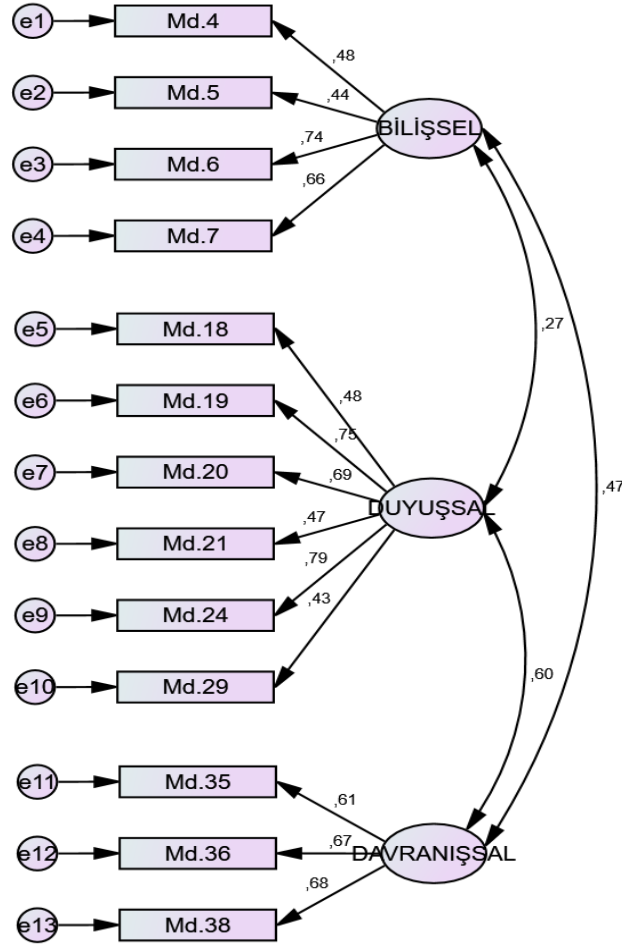 e1
Md.4
,48
e2
Md.5
,44
BİLİŞSEL
e3
Md.6
,74
e4
Md.7
,66
e5
Md.18
,48
,27
e6
Md.19
,75
e7
Md.20
,69
,47
DUYUŞSAL
e8
Md.21
,47
e9
Md.24
,79
e10
Md.29
,43
,60
e11
Md.35
,61
e12
Md.36
,67
DAVRANIŞSAL
e13
Md.38
,68